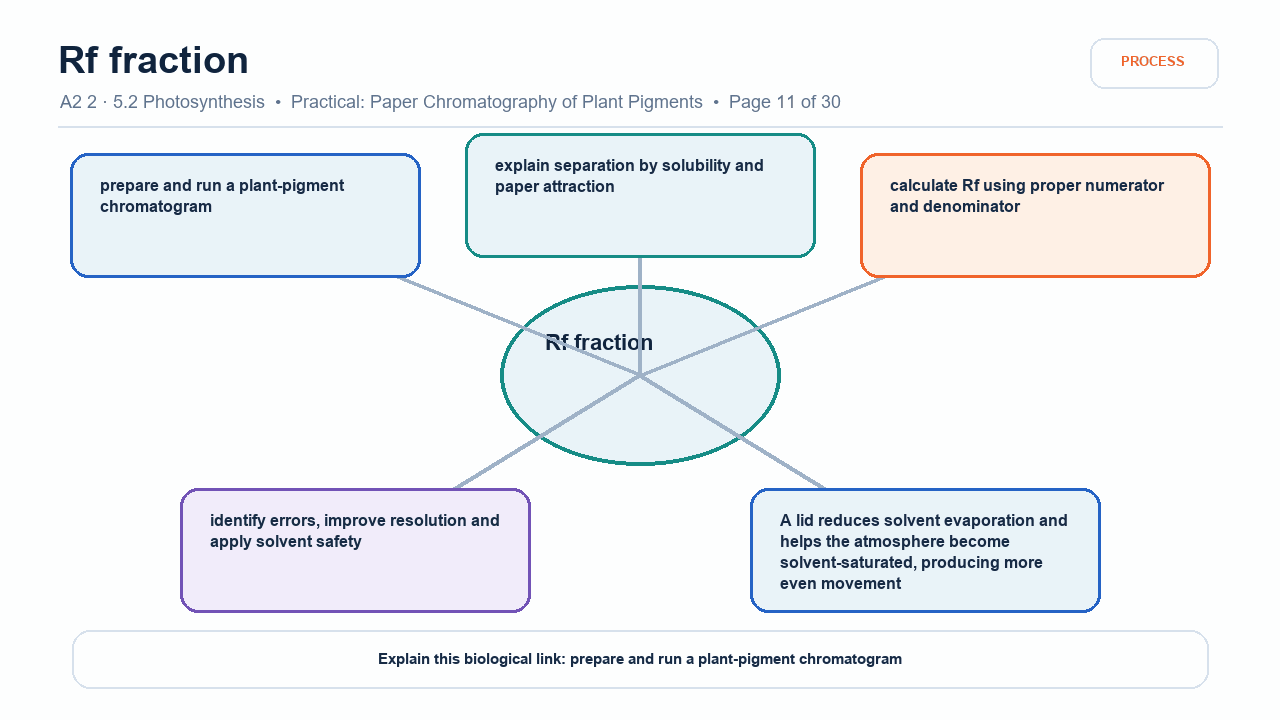 Rf fraction
PROCESS
A2 2 · 5.2 Photosynthesis • Practical: Paper Chromatography of Plant Pigments • Page 11 of 30
prepare and run a plant-pigment
chromatogram
explain separation by solubility and
paper attraction
calculate Rf using proper numerator
and denominator
Rf fraction
identify errors, improve resolution and
apply solvent safety
A lid reduces solvent evaporation and
helps the atmosphere become
solvent-saturated, producing more
even movement
Explain this biological link: prepare and run a plant-pigment chromatogram